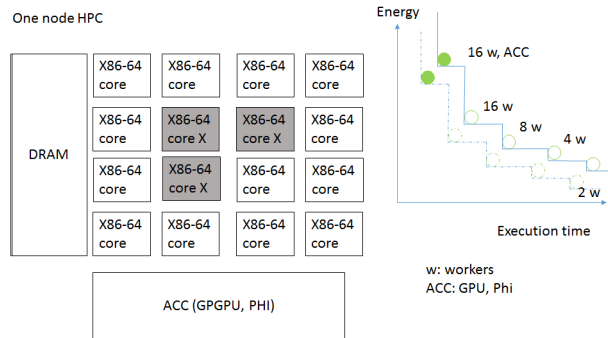 One node HPC
DRAM
X86-64
core
X86-64
core
X86-64
core
X86-64
core
X86-64
core
X86-64
core X
X86-64
core X
X86-64
core
X86-64
core
X86-64
core X
X86-64
core
X86-64
core
X86-64
core
X86-64
core
X86-64
core
X86-64
core
ACC (GPGPU, PHI)
Energy
16 w, ACC
16 w
8 w
4 w
2 w
Execution time
w: workers
ACC: GPU, Phi